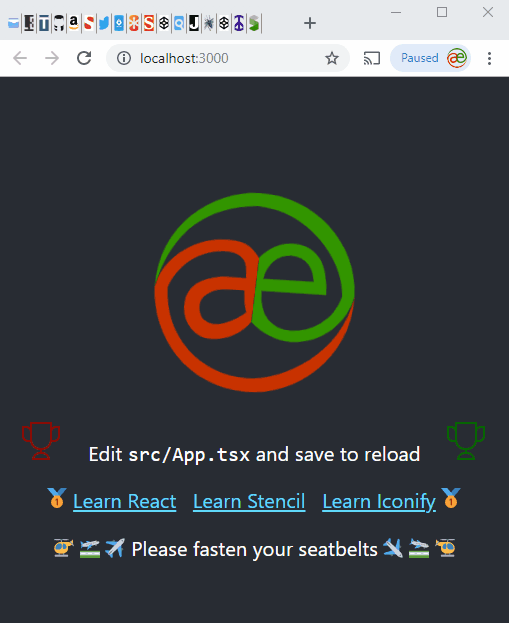 localhost:3000
Paused
æ
æ
Edit src/App.tsx and save to reload
Learn React Learn Stencil Learn Iconify
Please fasten your seatbelts